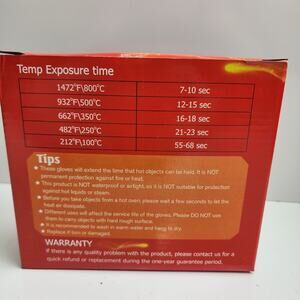 Temp Exposure time
1472°F\800°C 7-10 sec
932°F\500°C 12-15 sec
662°F\350°C 16-18 sec
482°F\250°C 21-23 sec
212°F\100°C 55-68 sec
Tips
• These gloves will extend the time that hot objects can be held. It is NOT
permanent protection against fire or heat.
• This product is NOT waterproof or airtight, so it is NOT suitable for protection
against hot liquids or steam.
• Before you take objects from a hot oven, please wait a few seconds to let the
heat dissipate.
• Different uses will affect the service life of the gloves. Please DO NOT use
them to carry objects with hard rough surface.
• It is recommended to wash in warm water and hang to dry.
• Replace if torn or damaged.
WARRANTY
If there is any quality problem with the product, please contact us for a
quick refund or replacement during the one-year guarantee period.